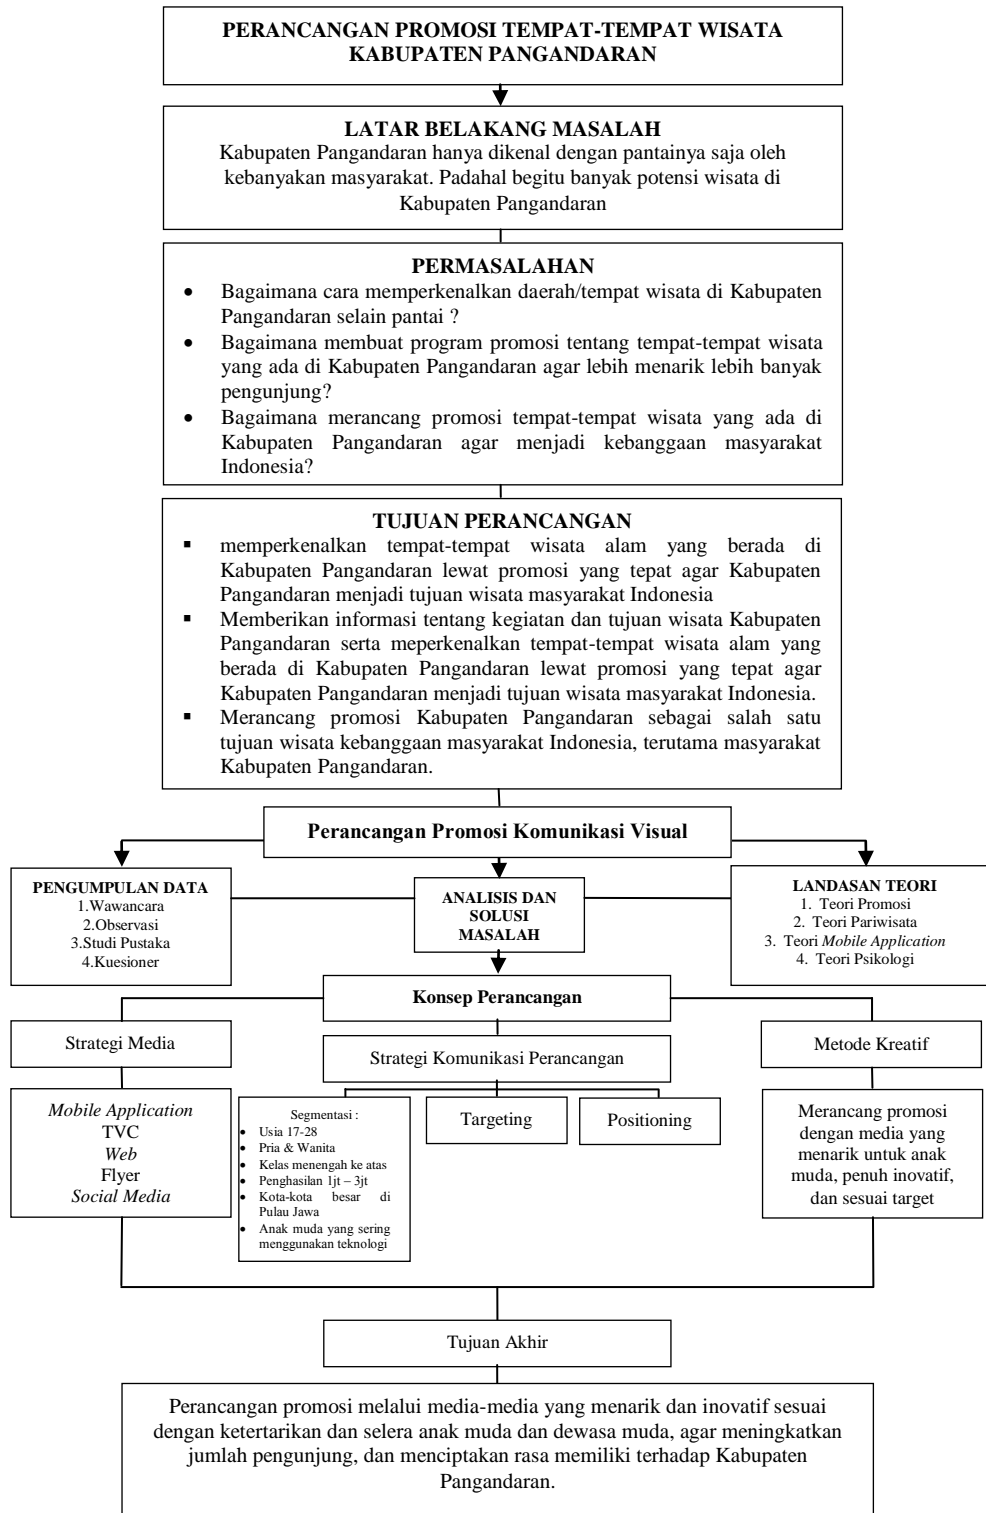 PERANCANGAN PROMOSI TEMPAT-TEMPAT WISATA
KABUPATEN PANGANDARAN
LATAR BELAKANG MASALAH
Kabupaten Pangandaran hanya dikenal dengan pantainya saja oleh
kebanyakan masyarakat. Padahal begitu banyak potensi wisata di
Kabupaten Pangandaran
PERMASALAHAN
• Bagaimana cara memperkenalkan daerah/tempat wisata di Kabupaten
Pangandaran selain pantai ?
• Bagaimana membuat program promosi tentang tempat-tempat wisata
yang ada di Kabupaten Pangandaran agar lebih menarik lebih banyak
pengunjung?
• Bagaimana merancang promosi tempat-tempat wisata yang ada di
Kabupaten Pangandaran agar menjadi kebanggaan masyarakat
Indonesia?
TUJUAN PERANCANGAN
▪ memperkenalkan tempat-tempat wisata alam yang berada di
Kabupaten Pangandaran lewat promosi yang tepat agar Kabupaten
Pangandaran menjadi tujuan wisata masyarakat Indonesia
▪ Memberikan informasi tentang kegiatan dan tujuan wisata Kabupaten
Pangandaran serta meperkenalkan tempat-tempat wisata alam yang
berada di Kabupaten Pangandaran lewat promosi yang tepat agar
Kabupaten Pangandaran menjadi tujuan wisata masyarakat Indonesia.
▪ Merancang promosi Kabupaten Pangandaran sebagai salah satu
tujuan wisata kebanggaan masyarakat Indonesia, terutama masyarakat
Kabupaten Pangandaran.
Perancangan Promosi Komunikasi Visual
PENGUMPULAN DATA
1.Wawancara
2.Observasi
3.Studi Pustaka
4.Kuesioner
ANALISIS DAN
SOLUSI
MASALAH
LANDASAN TEORI
1. Teori Promosi
2. Teori Pariwisata
3. Teori Mobile Application
4. Teori Psikologi
Konsep Perancangan
Strategi Media
Strategi Komunikasi Perancangan
Metode Kreatif
Mobile Application
TVC
Web
Flyer
Social Media
Segmentasi :
• Usia 17-28
• Pria & Wanita
• Kelas menengah ke atas
• Penghasilan 1jt – 3jt
• Kota-kota besar di
Pulau Jawa
• Anak muda yang sering
menggunakan teknologi
Targeting
Positioning
Merancang promosi
dengan media yang
menarik untuk anak
muda, penuh inovatif,
dan sesuai target
Tujuan Akhir
Perancangan promosi melalui media-media yang menarik dan inovatif sesuai
dengan ketertarikan dan selera anak muda dan dewasa muda, agar meningkatkan
jumlah pengunjung, dan menciptakan rasa memiliki terhadap Kabupaten
Pangandaran.